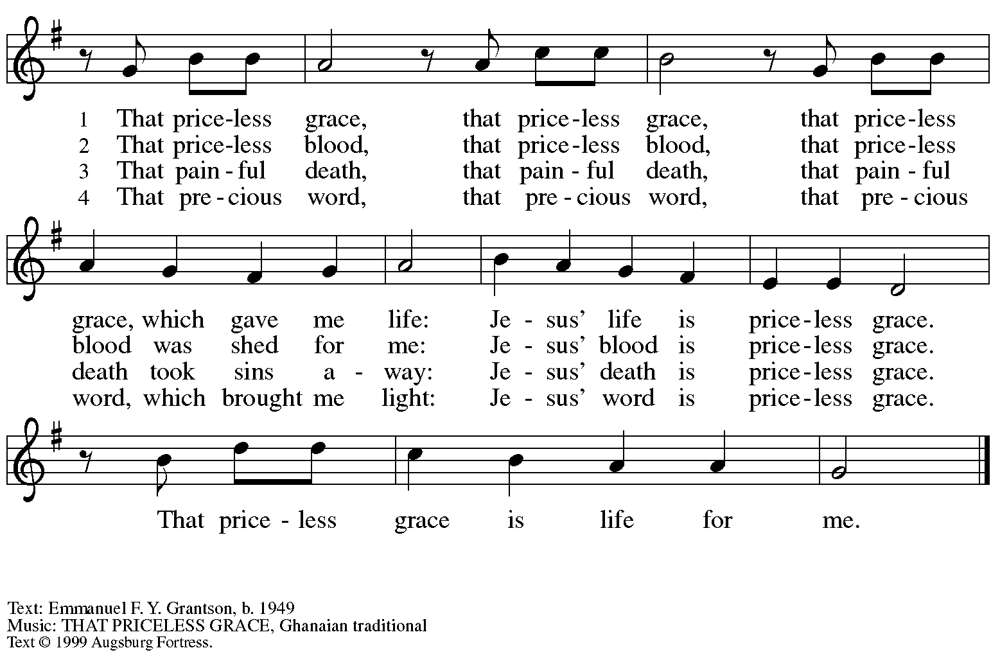 1 That price-less grace, that price-less grace, that price-less
2 That price-less blood, that price-less blood, that price-less
3 That pain - ful death, that pain - ful death, that pain - ful
4 That pre - cious word, that pre - cious word, that pre - cious
grace, which gave me life: Je - sus’ life is price-less grace.
blood was shed for me: Je - sus’ blood is price-less grace.
death took sins a - way: Je - sus’ death is price-less grace.
word, which brought me light: Je - sus’ word is price-less grace.
That price - less grace is life for me.
Text: Emmanuel F. Y. Grantson, b. 1949
Music: THAT PRICELESS GRACE, Ghanaian traditional
Text © 1999 Augsburg Fortress.